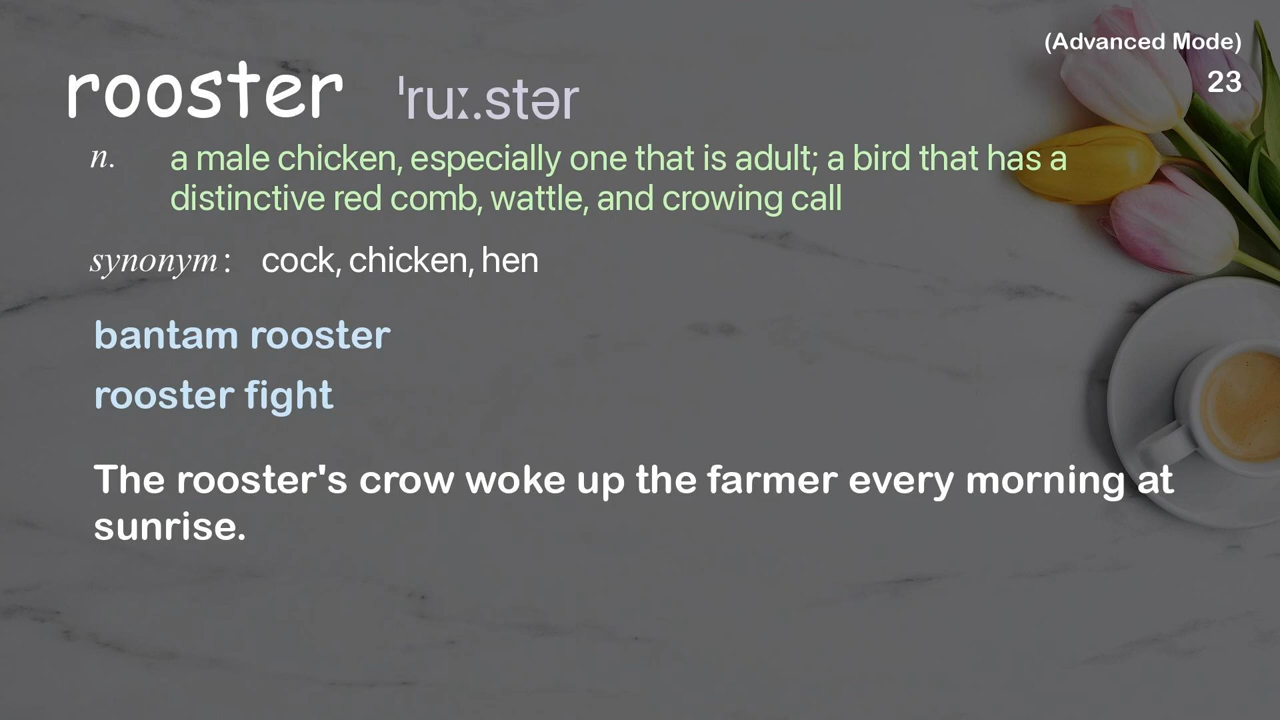 (Advanced Mode)
23
rooster ˈruː.stər
n. a male chicken, especially one that is adult; a bird that has a
distinctive red comb, wattle, and crowing call
synonym: cock, chicken, hen
bantam rooster
rooster fight
The rooster's crow woke up the farmer every morning at
sunrise.